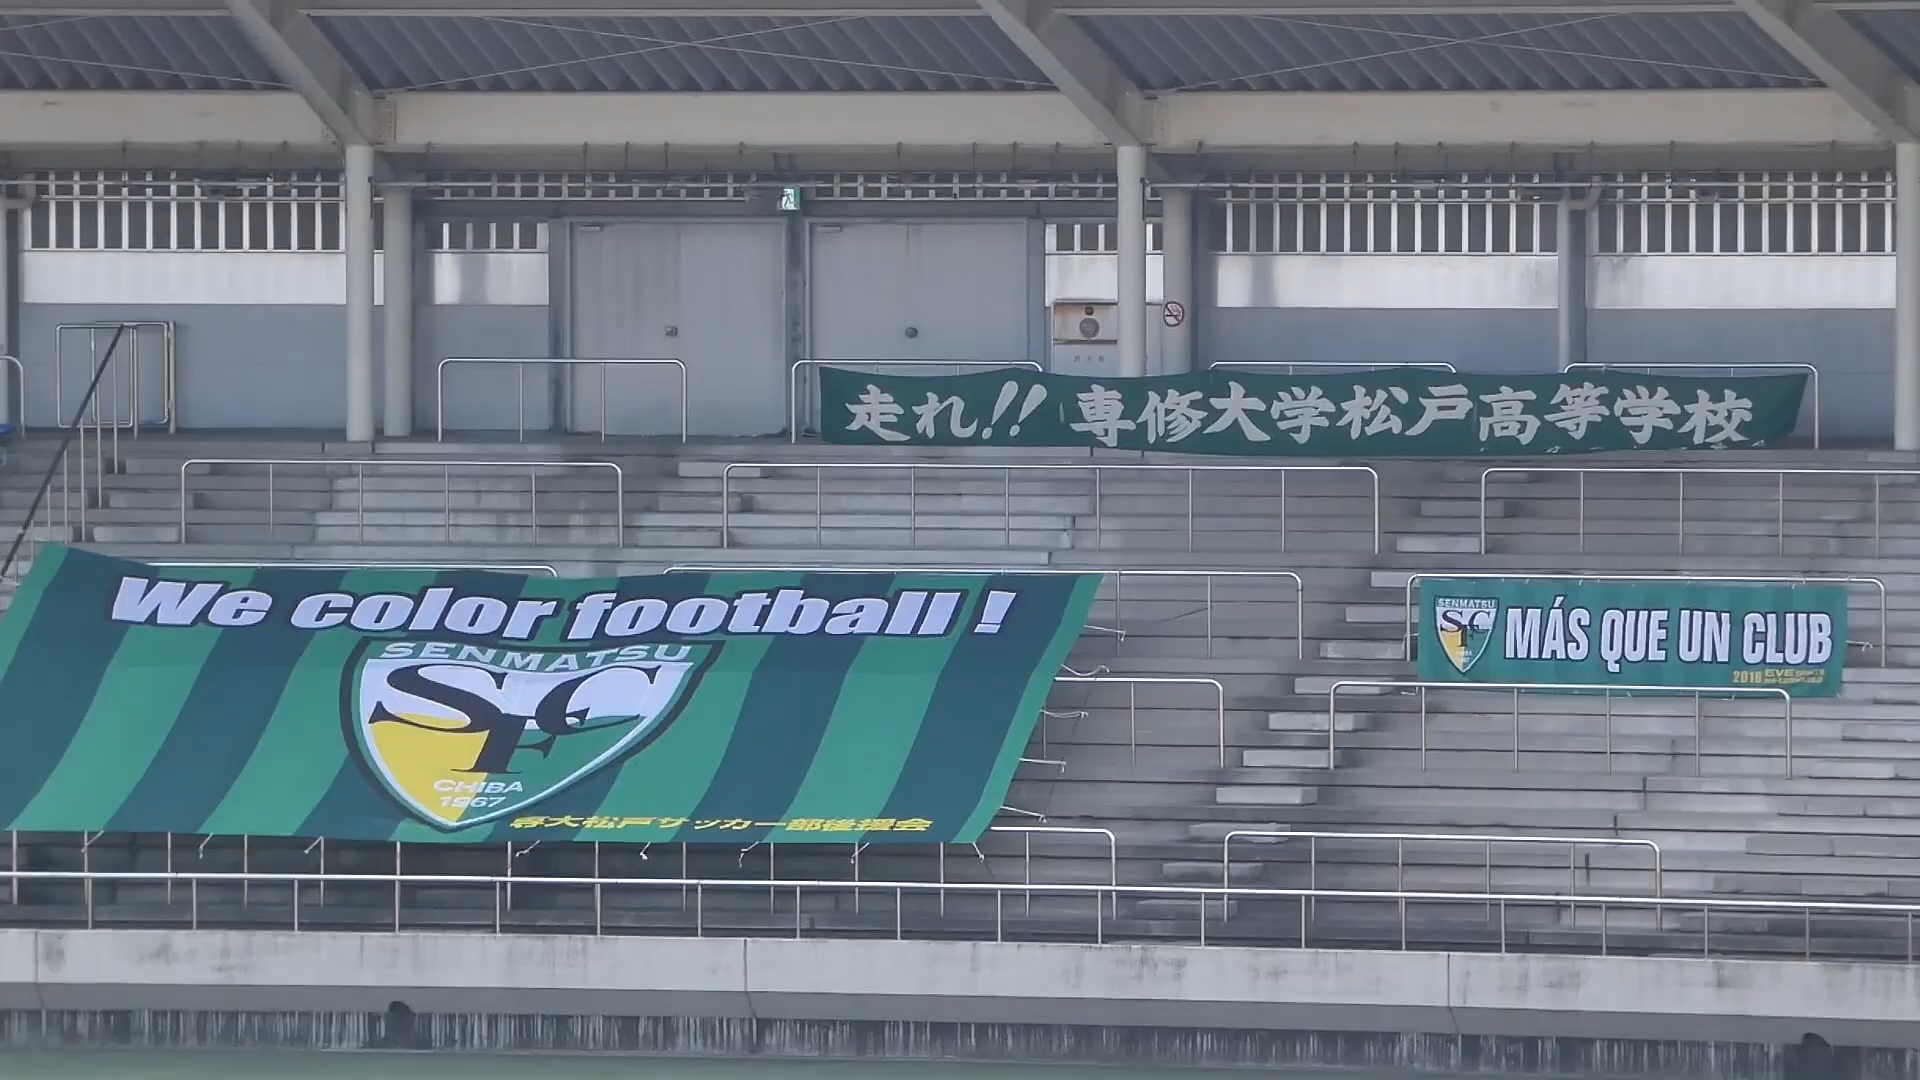 走れ!! 専修大学松戸高等学校
We color football !
SENMATSU
SFC
CHIBA
1967
専大松戸サッカー部後援会
SENMATSU
SFC
MÁS QUE UN CLUB
2016 EVE